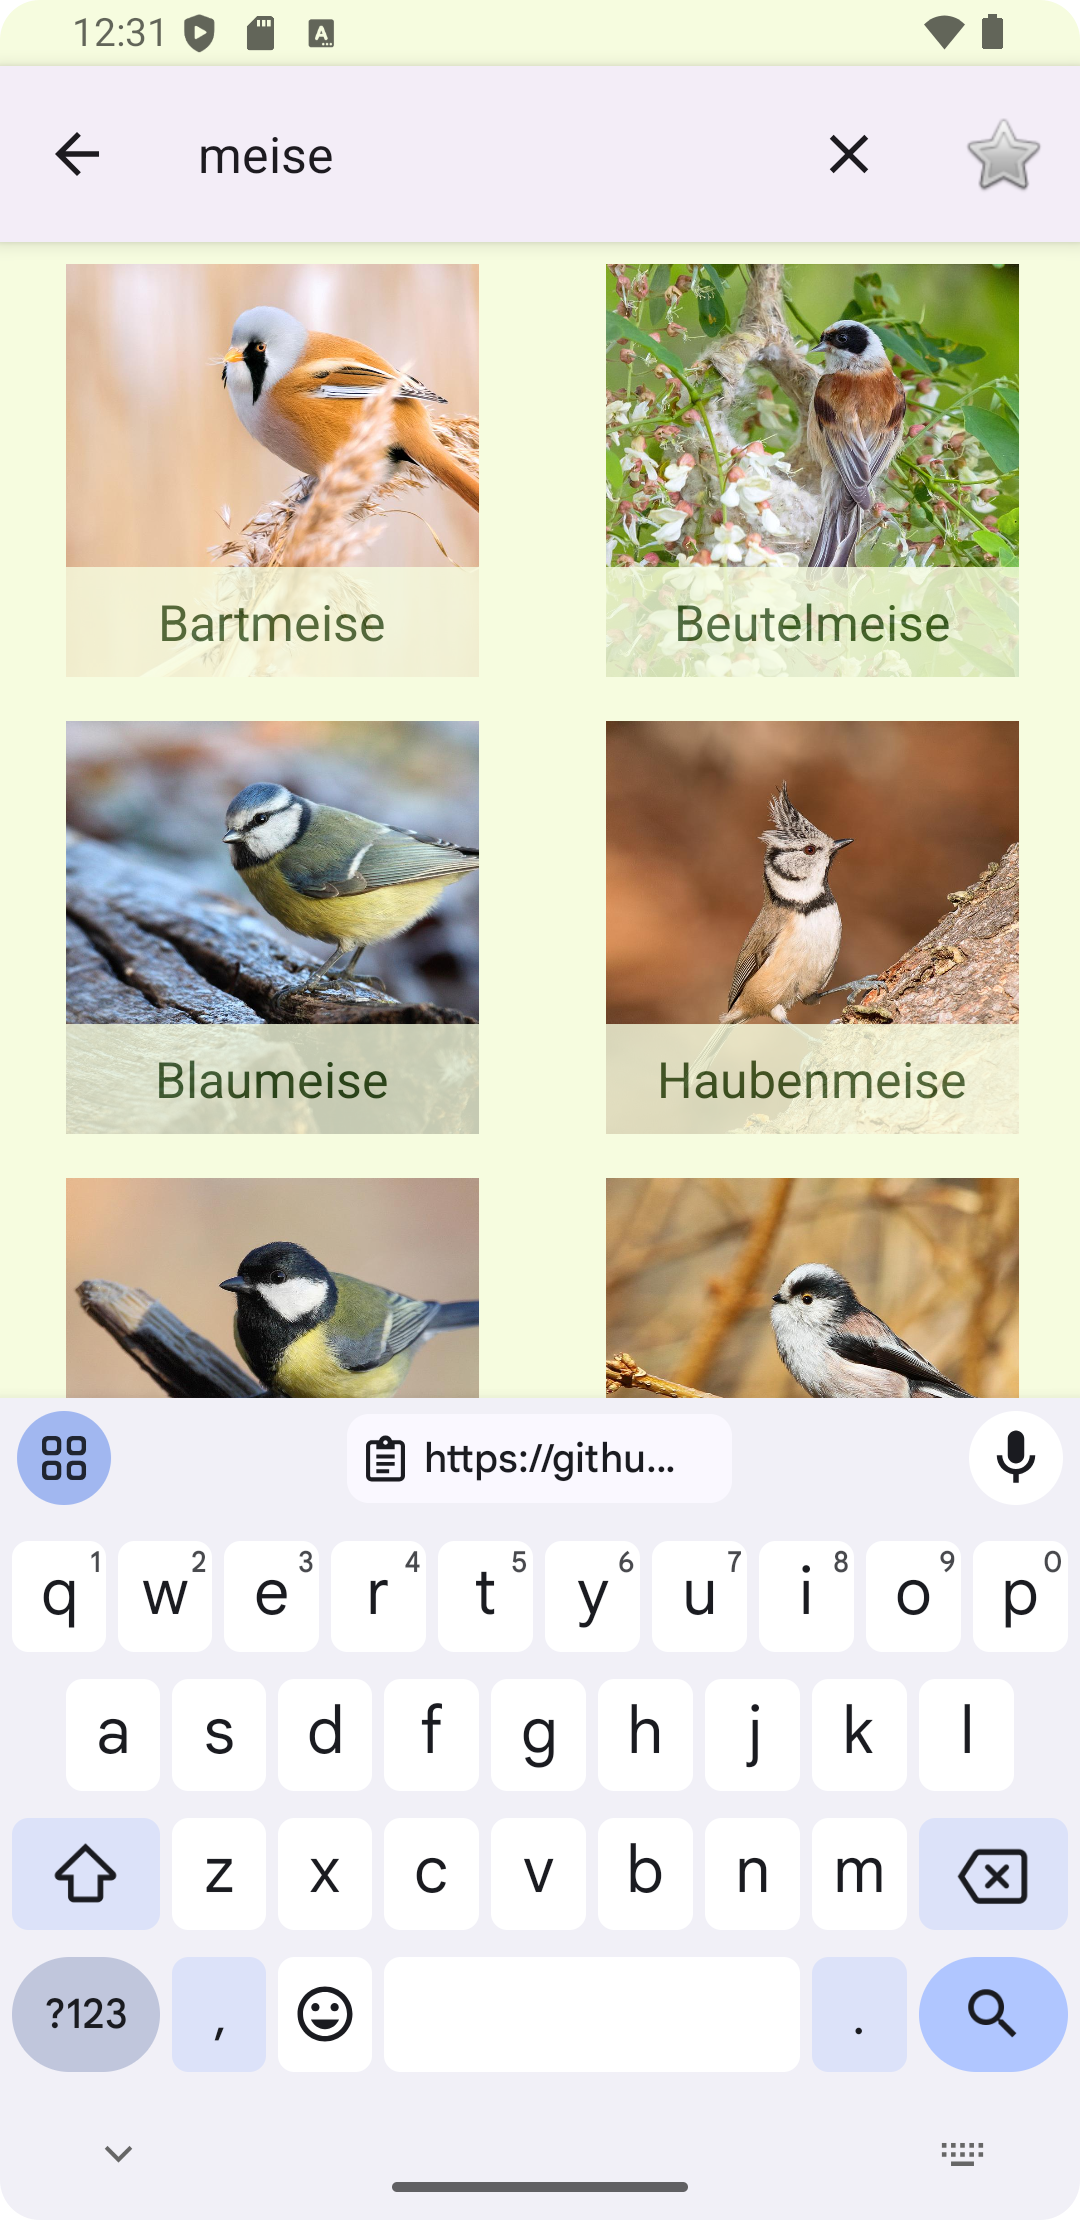 12:31
meise
Bartmeise
Beutelmeise
Blaumeise
Haubenmeise
https://githu...
q 1 w 2 e 3 r 4 t 5 y 6 u 7 i 8 o 9 p 0
a s d f g h j k l
z x c v b n m
?123 , .